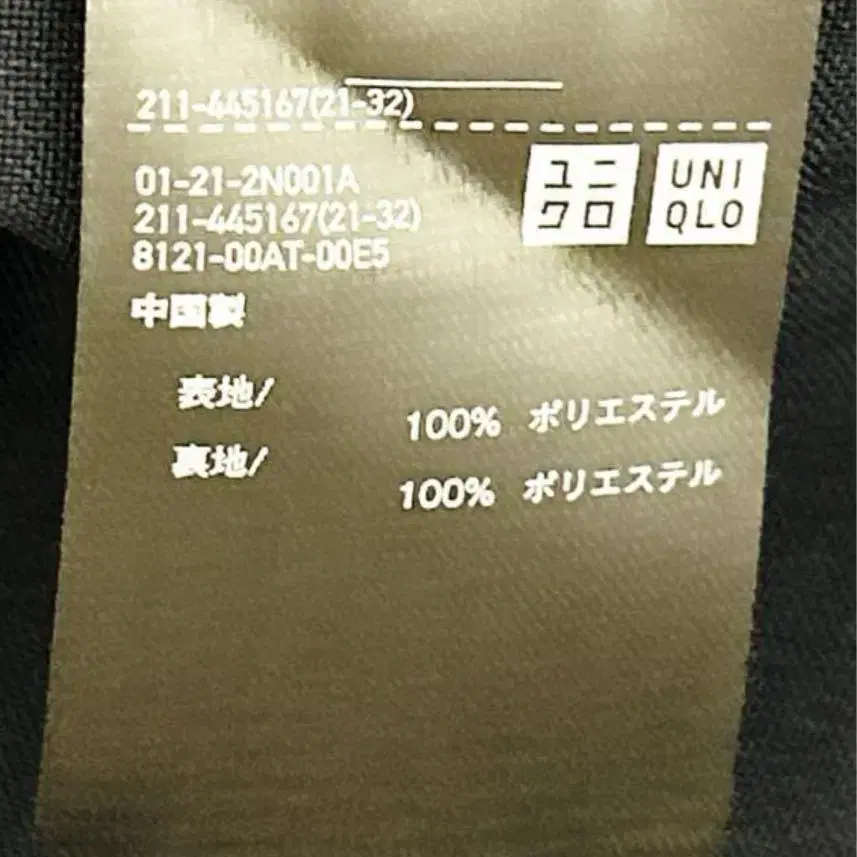 211-445167(21-32)
ユニ
クロ
UNI
QLO
01-21-2N001A
211-445167(21-32)
8121-00AT-00E5
中国製
表地/
100% ポリエステル
裏地/
100% ポリエステル